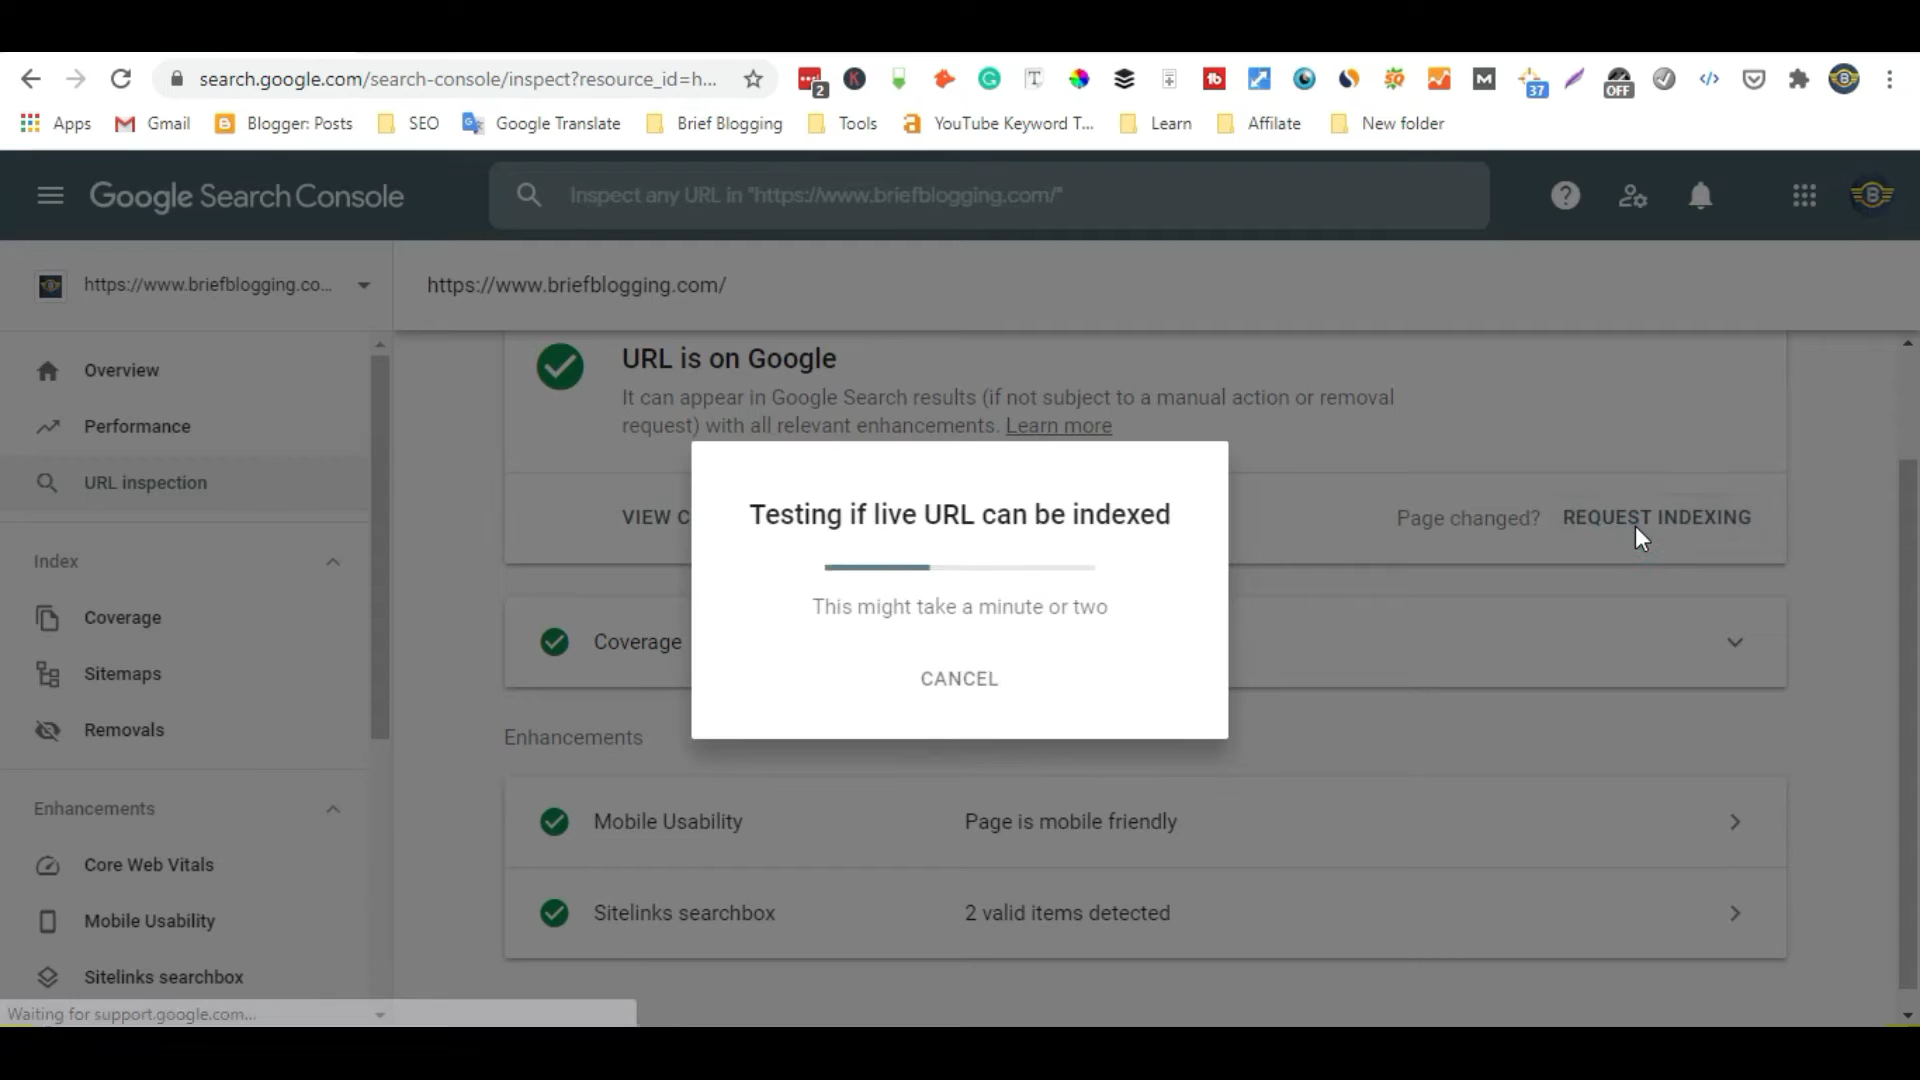 search.google.com/search-console/inspect?resource_id=h...
2
37
OFF
Apps
Gmail
Blogger: Posts
SEO
Google Translate
Brief Blogging
Tools
YouTube Keyword T...
Learn
Affilate
New folder
Google Search Console
Inspect any URL in "https://www.briefblogging.com/"
https://www.briefblogging.co...
https://www.briefblogging.com/
Overview
Performance
URL inspection
Index
Coverage
Sitemaps
Removals
Enhancements
Core Web Vitals
Mobile Usability
Sitelinks searchbox
Waiting for support.google.com...
URL is on Google
It can appear in Google Search results (if not subject to a manual action or removal
request) with all relevant enhancements. Learn more
VIEW C
Page changed? REQUEST INDEXING
Testing if live URL can be indexed
This might take a minute or two
CANCEL
Coverage
Enhancements
Mobile Usability Page is mobile friendly
Sitelinks searchbox 2 valid items detected